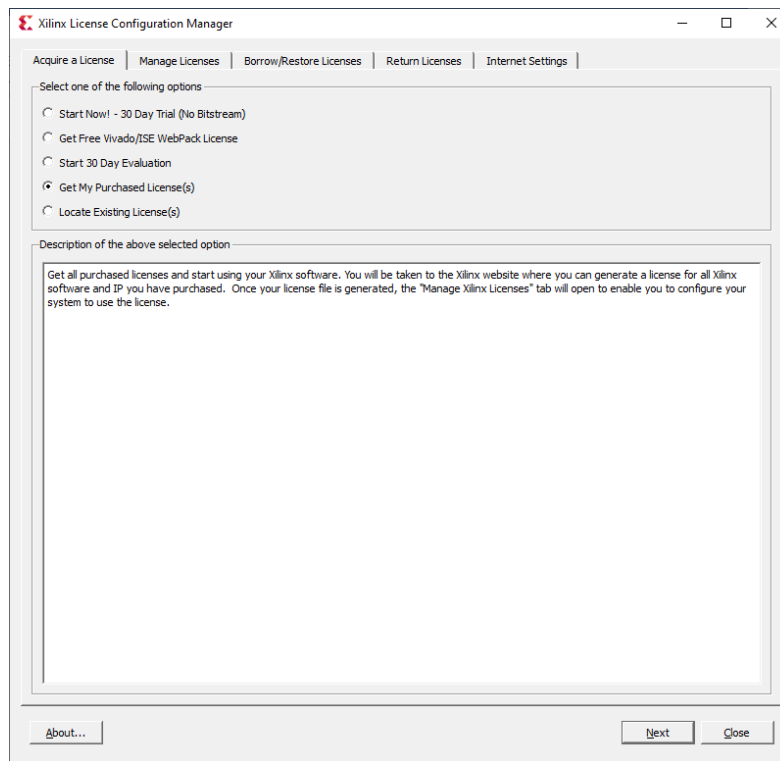 Xilinx License Configuration Manager
Acquire a License Manage Licenses Borrow/Restore Licenses Return Licenses Internet Settings
Select one of the following options
Start Now! - 30 Day Trial (No Bitstream)
Get Free Vivado/ISE WebPack License
Start 30 Day Evaluation
Get My Purchased License(s)
Locate Existing License(s)
Description of the above selected option
Get all purchased licenses and start using your Xilinx software. You will be taken to the Xilinx website where you can generate a license for all Xilinx
software and IP you have purchased.  Once your license file is generated, the "Manage Xilinx Licenses" tab will open to enable you to configure your
system to use the license.
About... Next Close